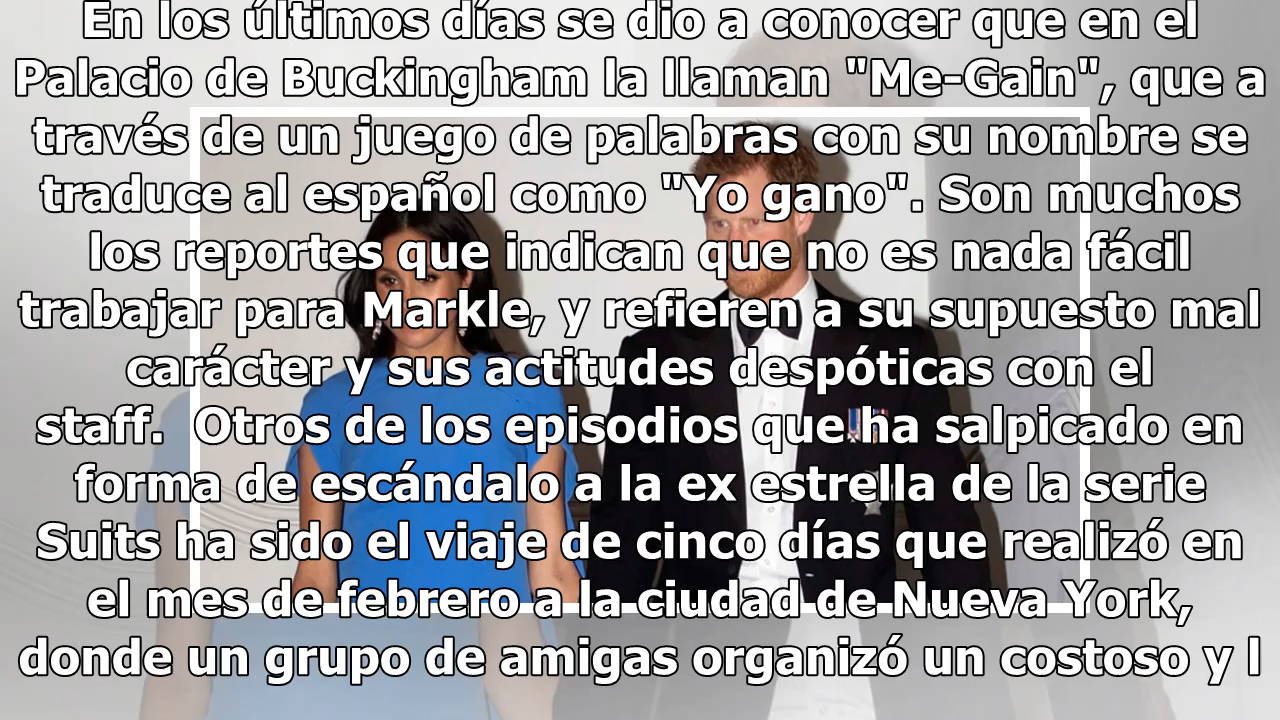 En los últimos días se dio a conocer que en el
Palacio de Buckingham la llaman "Me-Gain", que a
través de un juego de palabras con su nombre se
traduce al español como "Yo gano". Son muchos
los reportes que indican que no es nada fácil
trabajar para Markle, y refieren a su supuesto mal
carácter y sus actitudes despóticas con el
staff.  Otros de los episodios que ha salpicado en
forma de escándalo a la ex estrella de la serie
Suits ha sido el viaje de cinco días que realizó en
el mes de febrero a la ciudad de Nueva York,
donde un grupo de amigas organizó un costoso y l